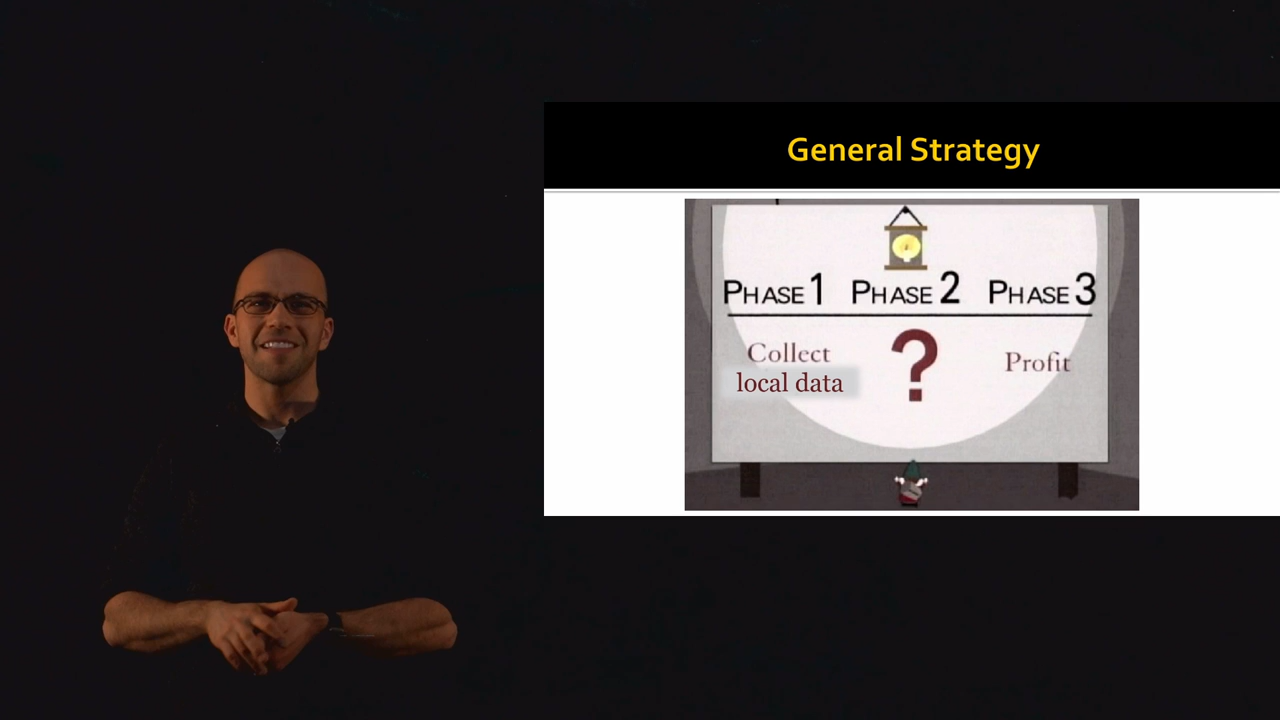 General Strategy
PHASE 1 PHASE 2 PHASE 3
Collect
local data
?
Profit